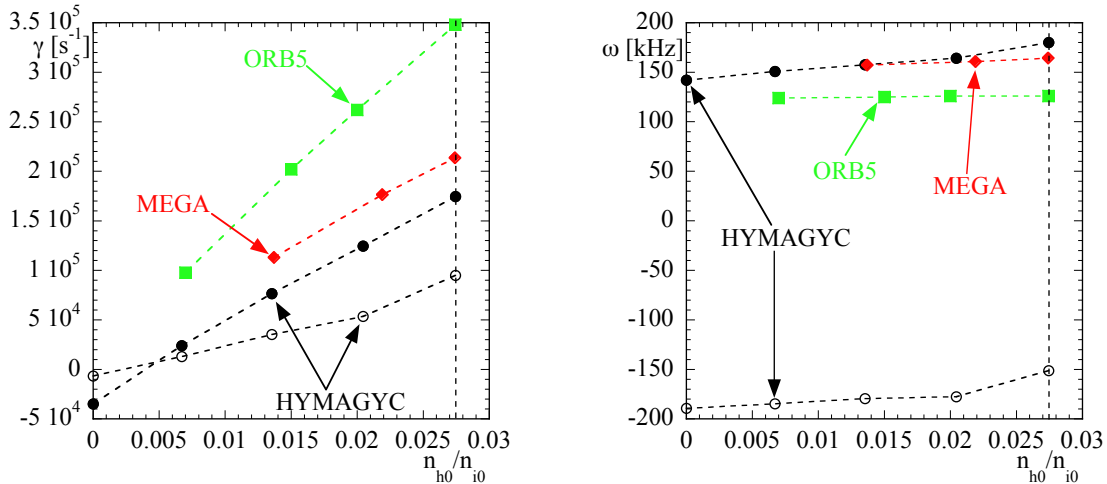 3.5 10^5
γ [s^-1]
3 10^5
2.5 10^5
2 10^5
1.5 10^5
1 10^5
5 10^4
0
-5 10^4
ORB5
MEGA
HYMAGYC
0 0.005 0.01 0.015 0.02 0.025 0.03
n_h0/n_i0
200
ω [kHz]
150
100
50
0
-50
-100
-150
-200
ORB5
MEGA
HYMAGYC
0 0.005 0.01 0.015 0.02 0.025 0.03
n_h0/n_i0